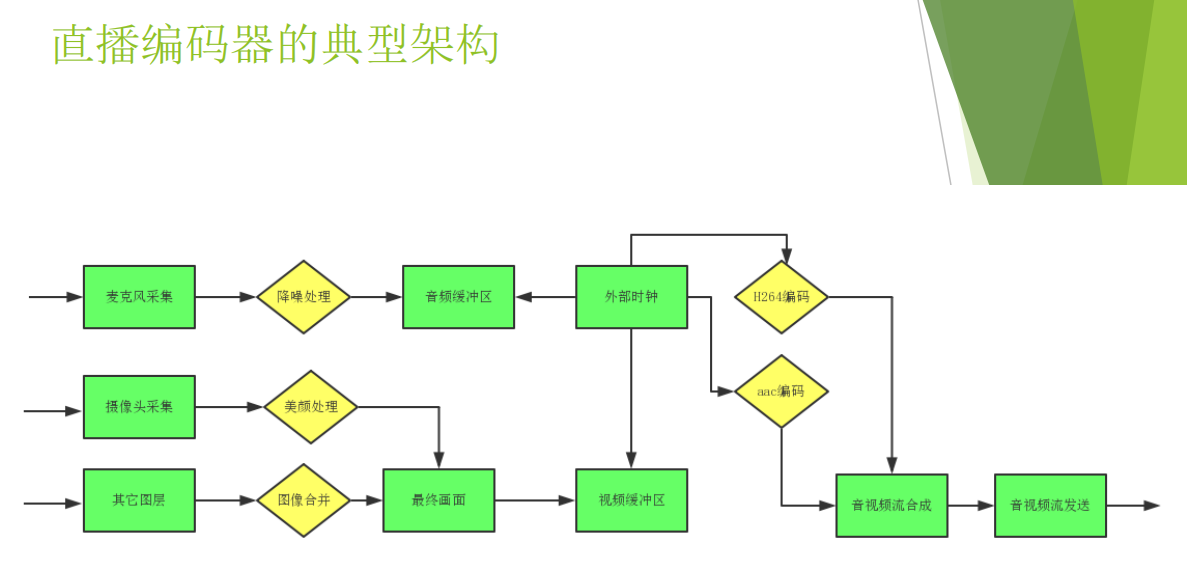 直播编码器的典型架构
麦克风采集
降噪处理
音频缓冲区
外部时钟
H264编码
aac编码
摄像头采集
美颜处理
其它图层
图像合并
最终画面
视频缓冲区
音视频流合成
音视频流发送